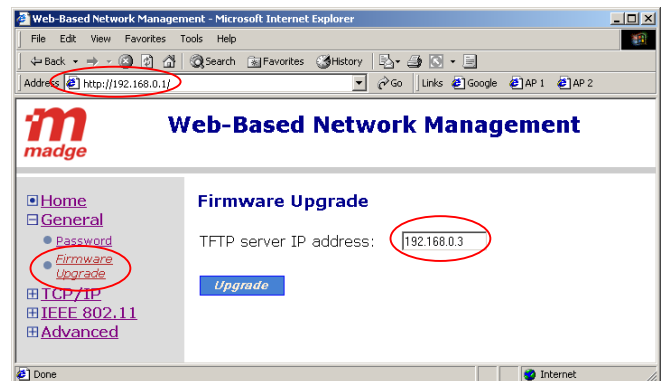 Web-Based Network Management - Microsoft Internet Explorer
File Edit View Favorites Tools Help
Back Search Favorites History
Address http://192.168.0.1/ Go Links Google AP 1 AP 2
madge
Web-Based Network Management
Home
General
Password
Firmware
Upgrade
TCP/IP
IEEE 802.11
Advanced
Firmware Upgrade
TFTP server IP address: 192.168.0.3
Upgrade
Done Internet